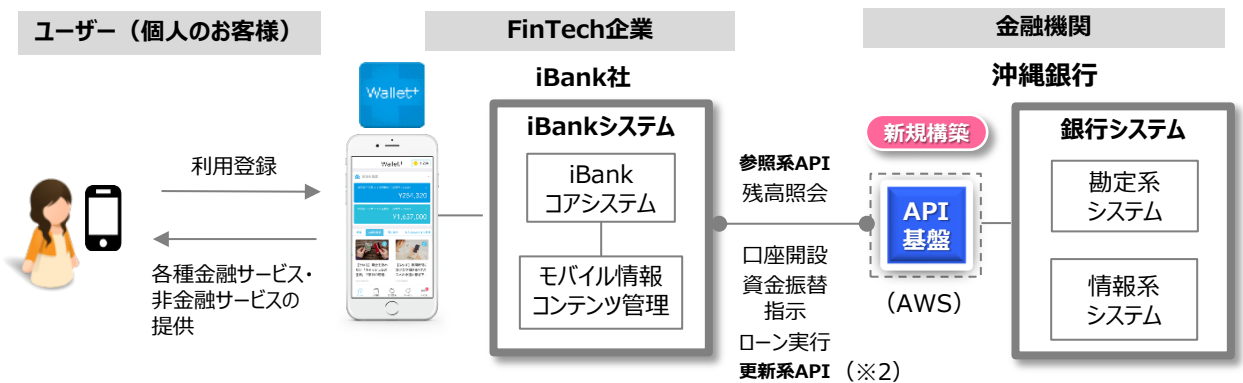 ユーザー（個人のお客様）
FinTech企業
金融機関
iBank社
沖縄銀行
Wallet+
利用登録
各種金融サービス・
非金融サービスの
提供
Wallet+
¥264,320
¥1,637,000
iBankシステム
iBank
コアシステム
モバイル情報
コンテンツ管理
参照系API
残高照会
口座開設
資金振替
指示
ローン実行
更新系API（※2）
新規構築
API
基盤
（AWS）
銀行システム
勘定系
システム
情報系
システム